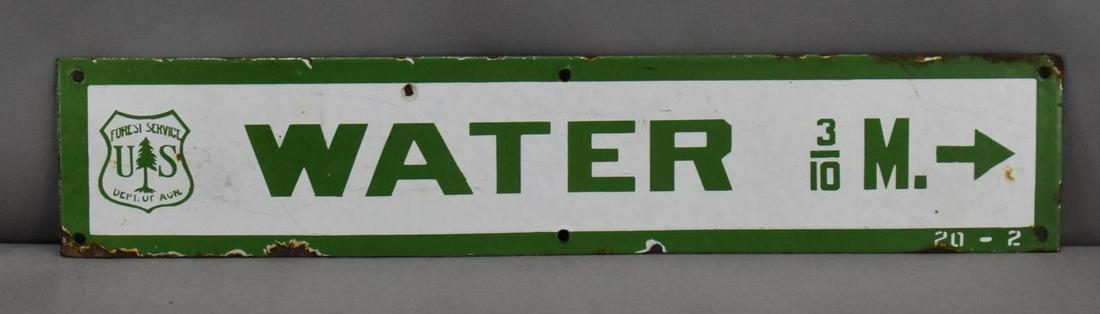 FOREST SERVICE
U S
DEPT. OF AGR.
WATER 3/10 M. →
20 - 2